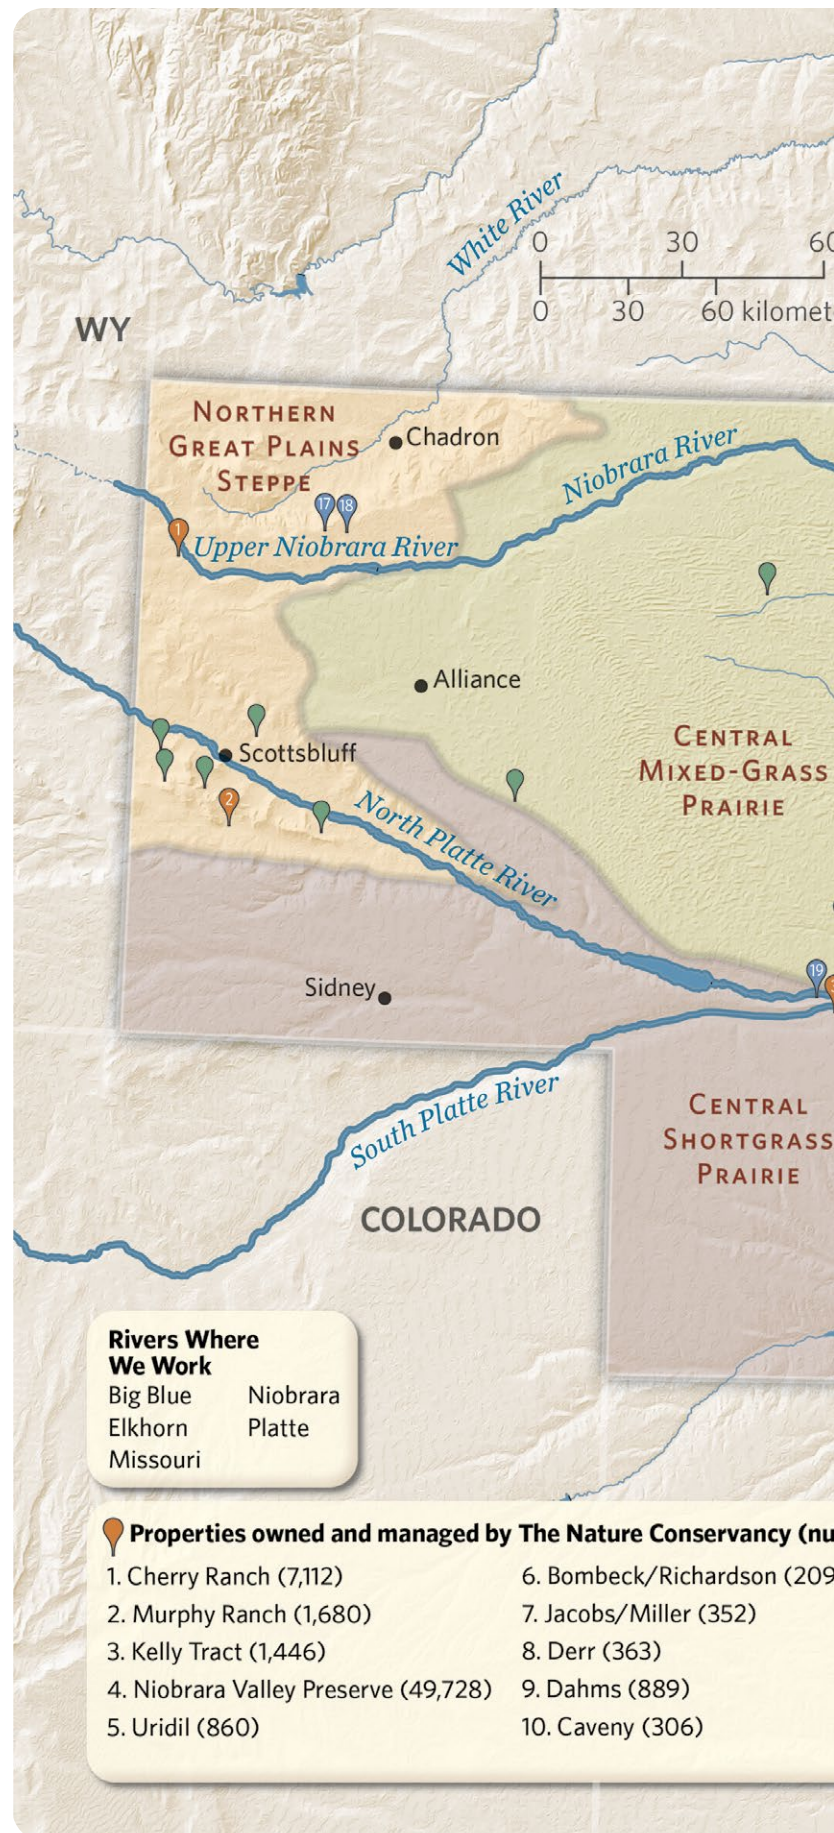 White River
0 30 60
0 30 60 kilomet
WY
NORTHERN
GREAT PLAINS
STEPPE
Chadron
Niobrara River
17 18
1
Upper Niobrara River
Alliance
Scottsbluff
CENTRAL
MIXED-GRASS
PRAIRIE
2
North Platte River
19
Sidney
South Platte River
CENTRAL
SHORTGRASS
PRAIRIE
COLORADO
Rivers Where
We Work
Big Blue Niobrara
Elkhorn Platte
Missouri
Properties owned and managed by The Nature Conservancy (nu
1. Cherry Ranch (7,112)
2. Murphy Ranch (1,680)
3. Kelly Tract (1,446)
4. Niobrara Valley Preserve (49,728)
5. Uridil (860)
6. Bombeck/Richardson (209
7. Jacobs/Miller (352)
8. Derr (363)
9. Dahms (889)
10. Caveny (306)